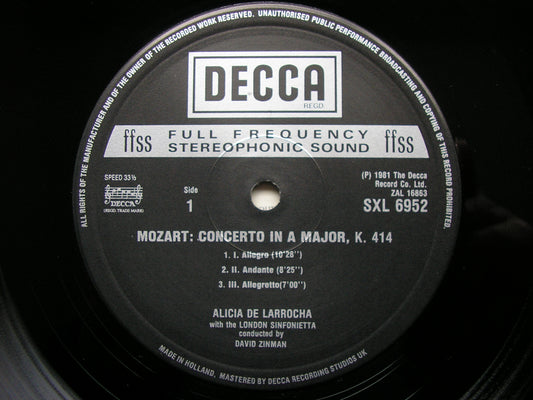 ALL RIGHTS OF THE MANUFACTURER AND OF THE OWNER OF THE RECORDED WORK RESERVED. UNAUTHORISED PUBLIC PERFORMANCE BROADCASTING AND COPYING OF THIS RECORD PROHIBITED.
DECCA
REGD.
ffss FULL FREQUENCY STEREOPHONIC SOUND ffss
SPEED 33⅓
DECCA
(REGD. TRADE MARK)
Side
1
(P) 1981 The Decca
Record Co. Ltd.
ZAL 16863
SXL 6952
MOZART: CONCERTO IN A MAJOR, K. 414
1. I. Allegro (10'28'')
2. II. Andante (8'25'')
3. III. Allegretto(7'00'')
ALICIA DE LARROCHA
with the LONDON SINFONIETTA
conducted by
DAVID ZINMAN
MADE IN HOLLAND, MASTERED BY DECCA RECORDING STUDIOS UK